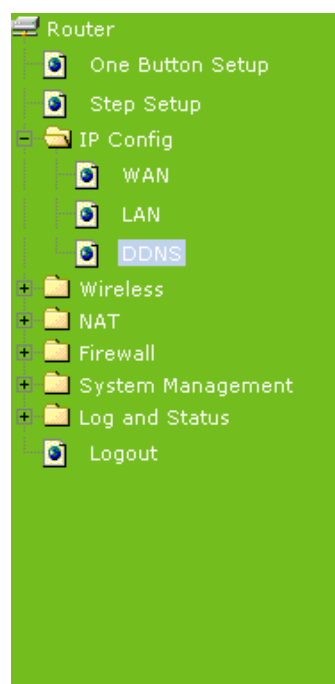 Router
One Button Setup
Step Setup
IP Config
WAN
LAN
DDNS
Wireless
NAT
Firewall
System Management
Log and Status
Logout